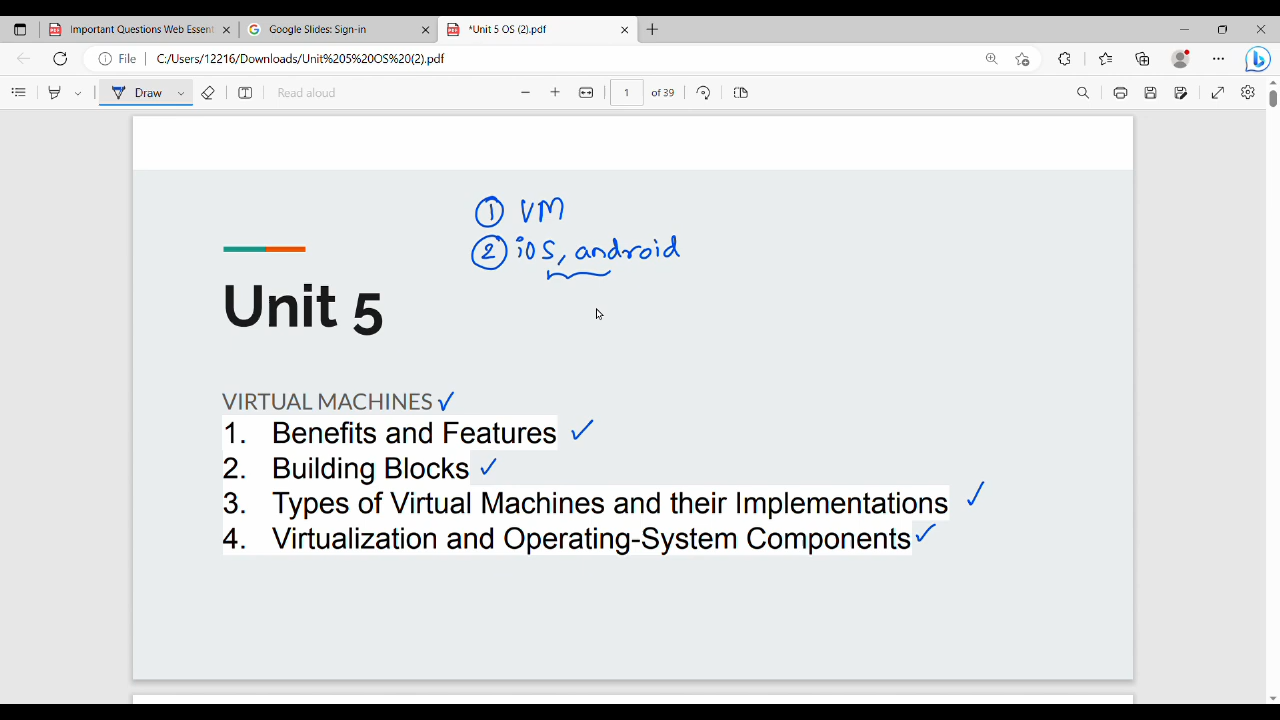 Important Questions Web Essent
Google Slides: Sign-in
*Unit 5 OS (2).pdf
File C:/Users/12216/Downloads/Unit%205%20OS%20(2).pdf
Draw Read aloud 1 of 39
① VM
② iOS, android
Unit 5
VIRTUAL MACHINES ✓
1. Benefits and Features ✓
2. Building Blocks ✓
3. Types of Virtual Machines and their Implementations ✓
4. Virtualization and Operating-System Components ✓